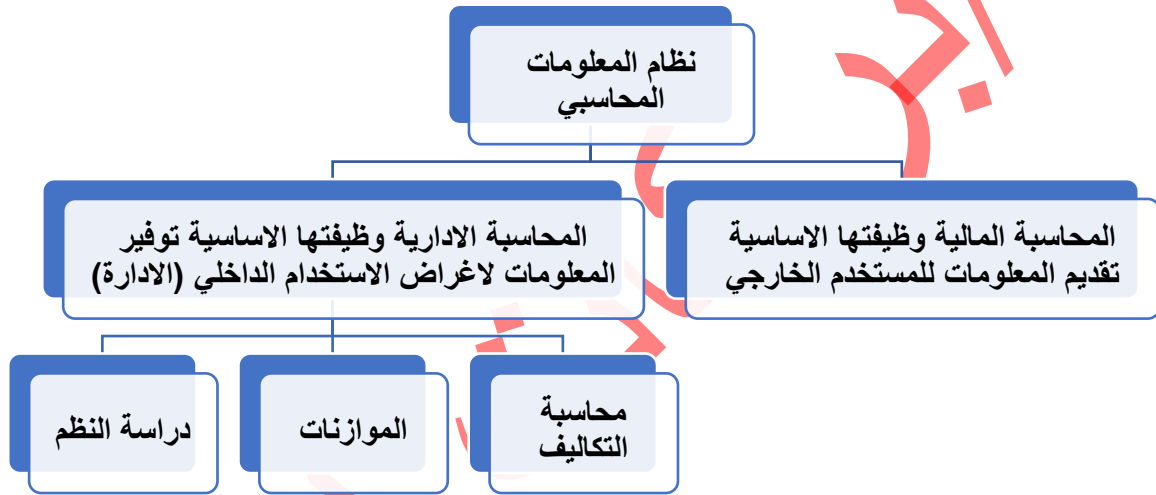 نظام المعلومات
المحاسبي
المحاسبة المالية وظيفتها الاساسية
تقديم المعلومات للمستخدم الخارجي
المحاسبة الادارية وظيفتها الاساسية توفير
المعلومات لاغراض الاستخدام الداخلي (الادارة)
محاسبة
التكاليف
الموازنات
دراسة النظم